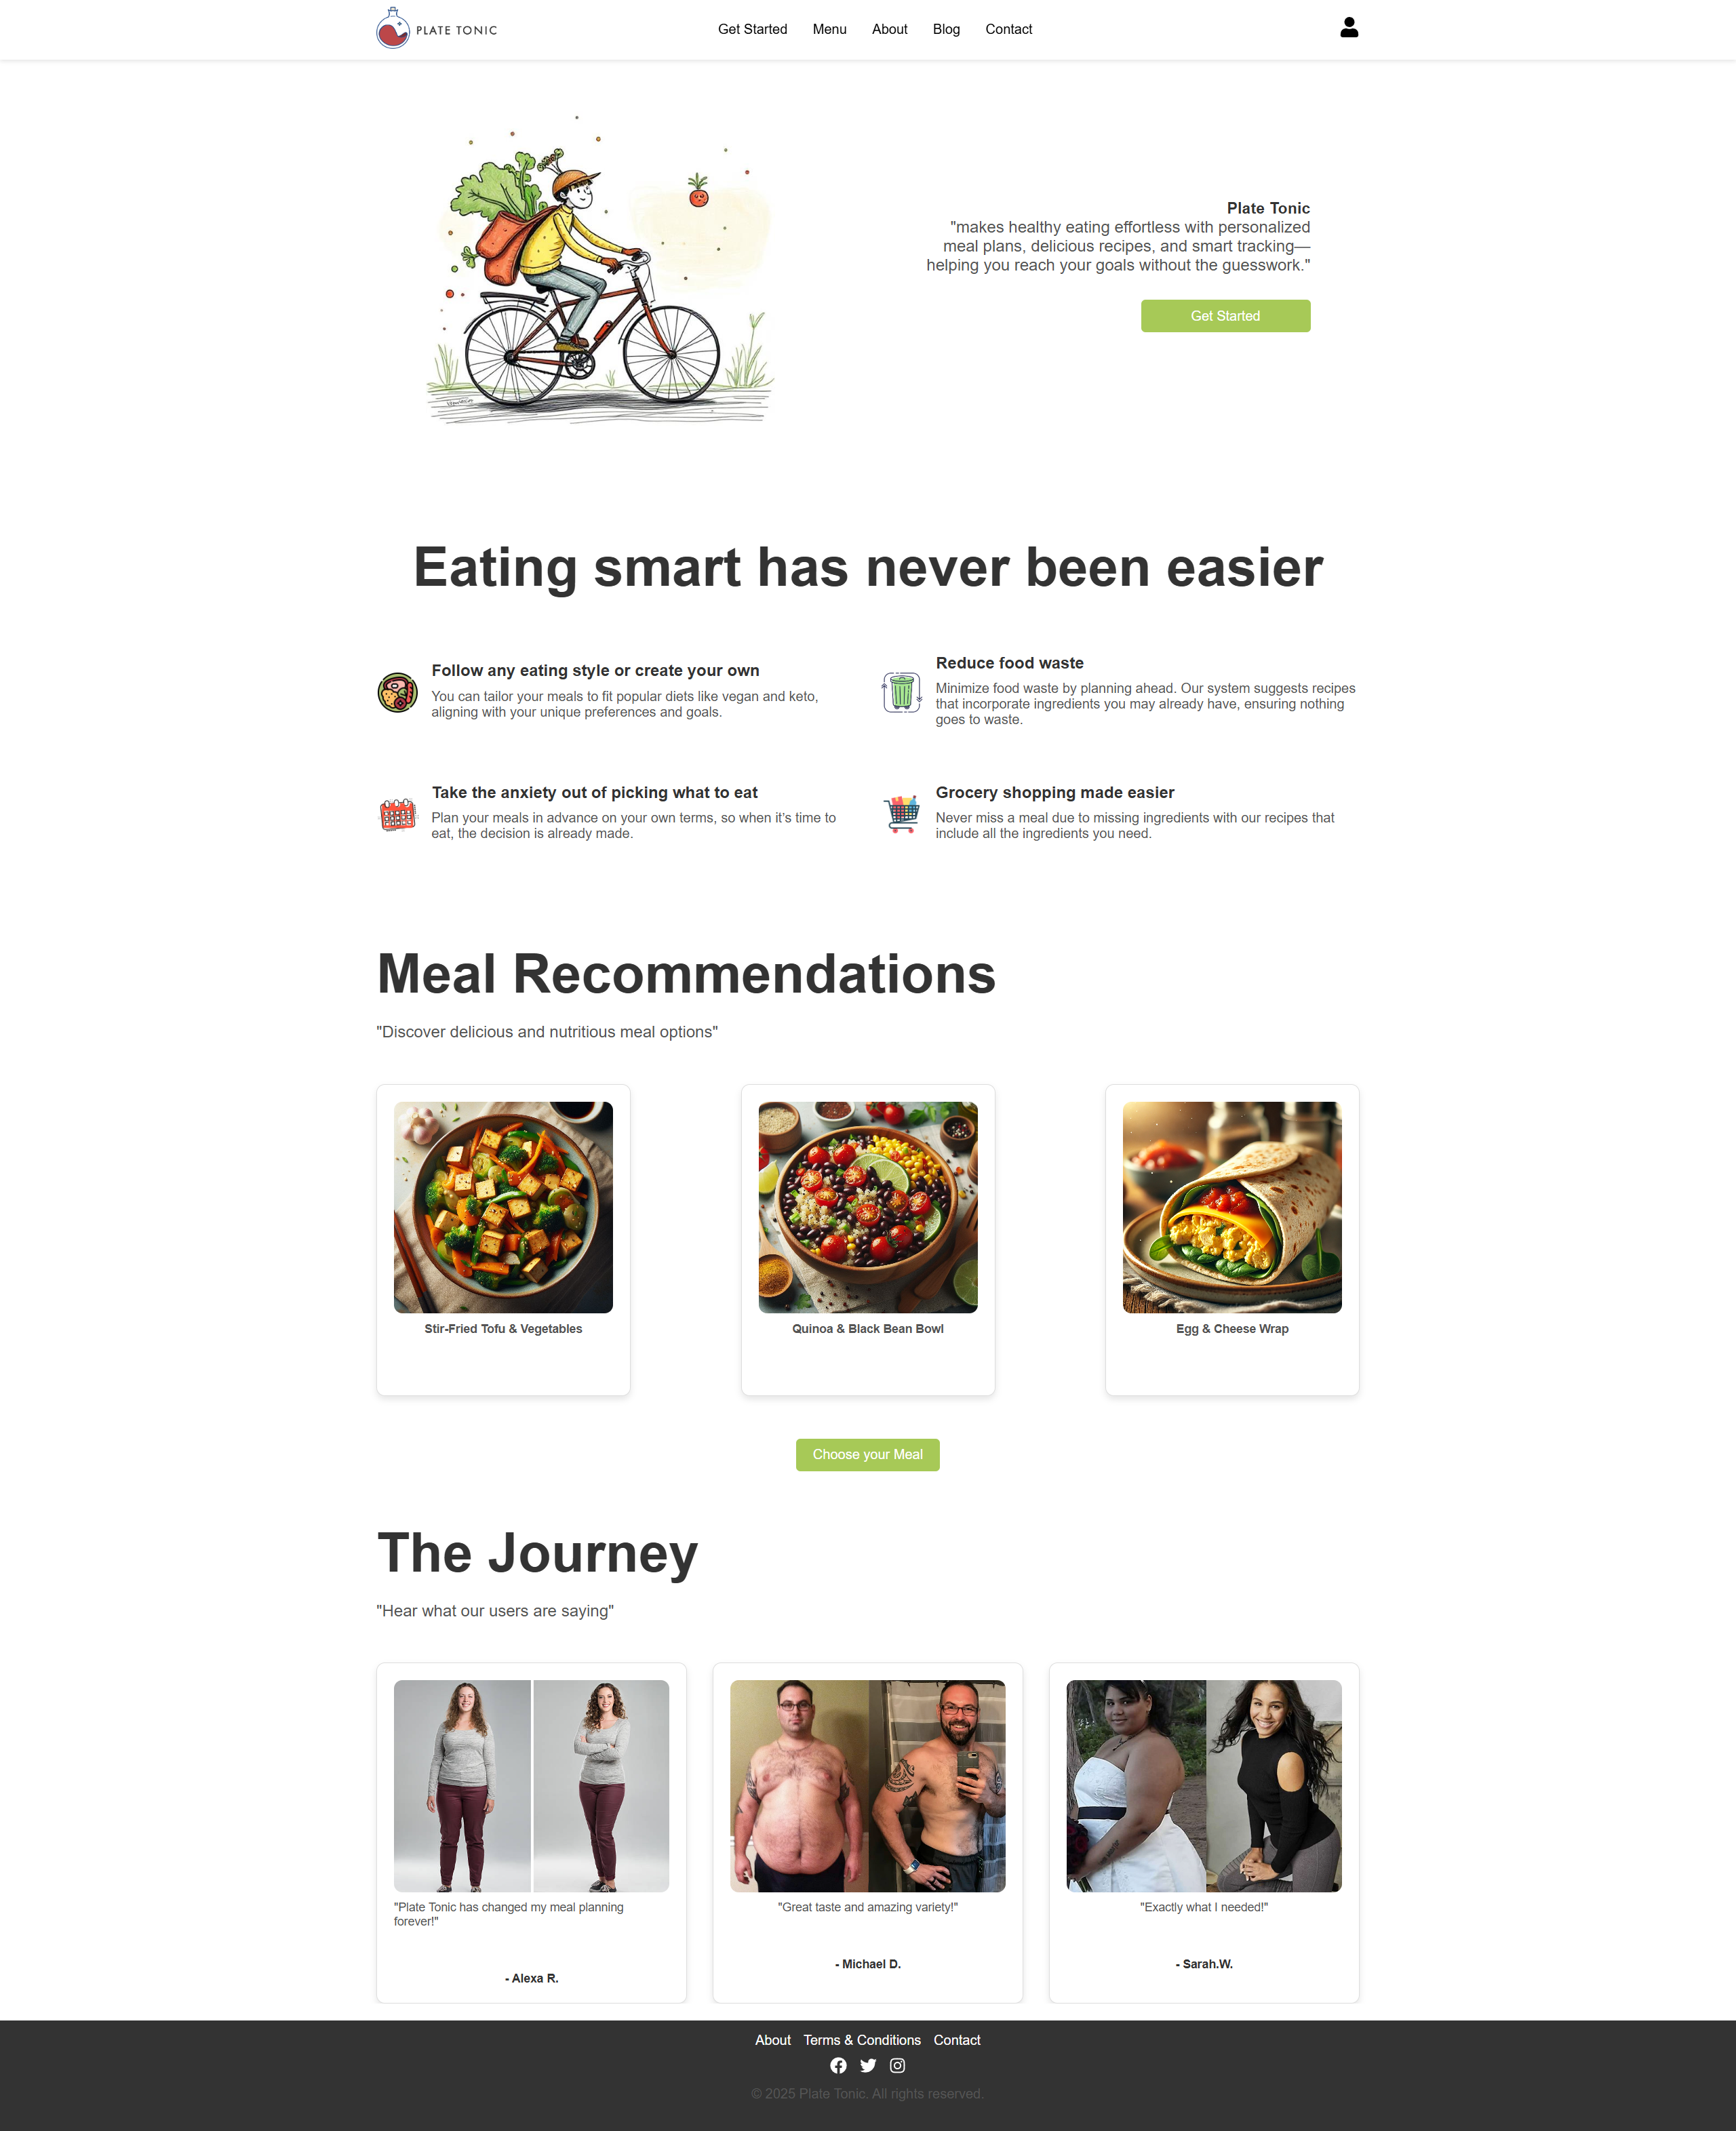 PLATE TONIC
Get Started Menu About Blog Contact
Plate Tonic
"makes healthy eating effortless with personalized
meal plans, delicious recipes, and smart tracking—
helping you reach your goals without the guesswork."
Get Started
Eating smart has never been easier
Follow any eating style or create your own
You can tailor your meals to fit popular diets like vegan and keto,
aligning with your unique preferences and goals.
Reduce food waste
Minimize food waste by planning ahead. Our system suggests recipes
that incorporate ingredients you may already have, ensuring nothing
goes to waste.
Take the anxiety out of picking what to eat
Plan your meals in advance on your own terms, so when it’s time to
eat, the decision is already made.
Grocery shopping made easier
Never miss a meal due to missing ingredients with our recipes that
include all the ingredients you need.
Meal Recommendations
"Discover delicious and nutritious meal options"
Stir-Fried Tofu & Vegetables
Quinoa & Black Bean Bowl
Egg & Cheese Wrap
Choose your Meal
The Journey
"Hear what our users are saying"
"Plate Tonic has changed my meal planning
forever!"
- Alexa R.
"Great taste and amazing variety!"
- Michael D.
"Exactly what I needed!"
- Sarah.W.
About Terms & Conditions Contact
© 2025 Plate Tonic. All rights reserved.